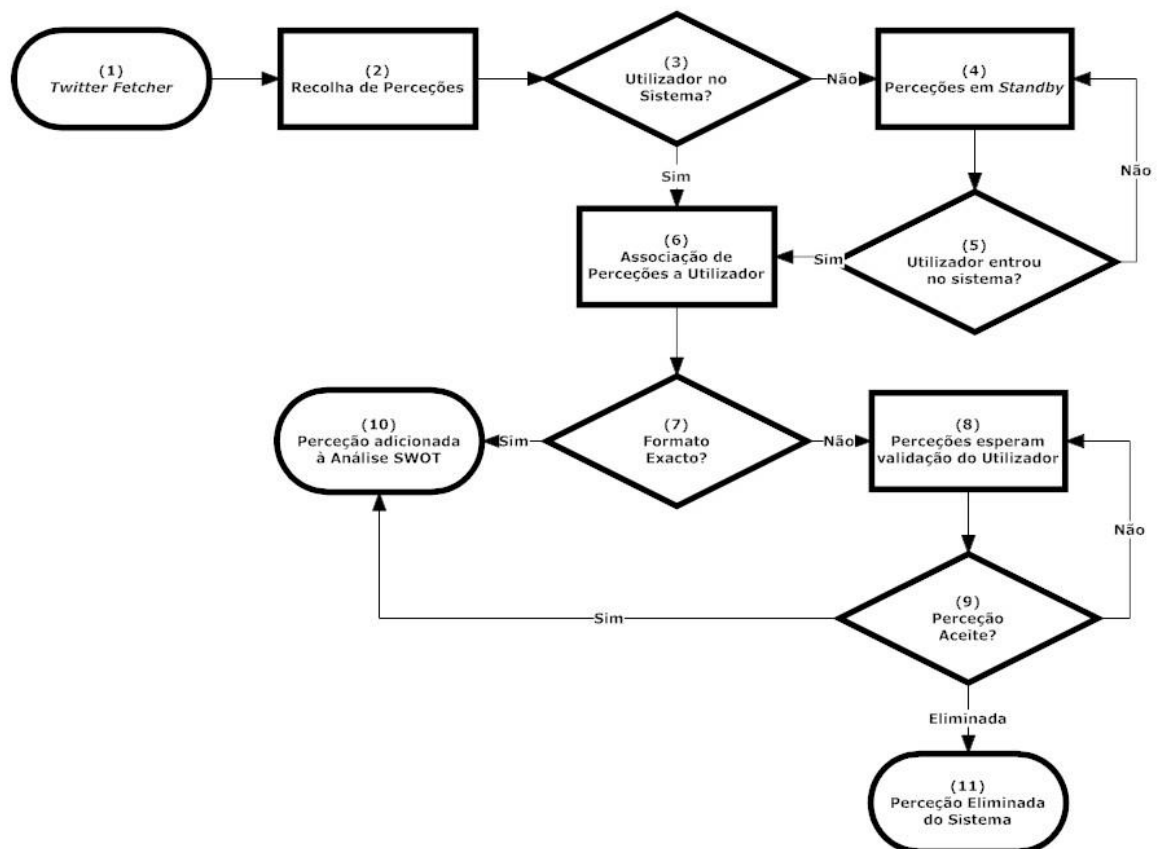 (1)
Twitter Fetcher
(2)
Recolha de Perceções
(3)
Utilizador no
Sistema?
Não
(4)
Perceções em Standby
Não
Sim
(5)
Utilizador entrou
no sistema?
Sim
(6)
Associação de
Perceções a Utilizador
(7)
Formato
Exacto?
Sim
(10)
Perceção adicionada
à Análise SWOT
Não
(8)
Perceções esperam
validação do Utilizador
Não
(9)
Perceção
Aceite?
Sim
Eliminada
(11)
Perceção Eliminada
do Sistema